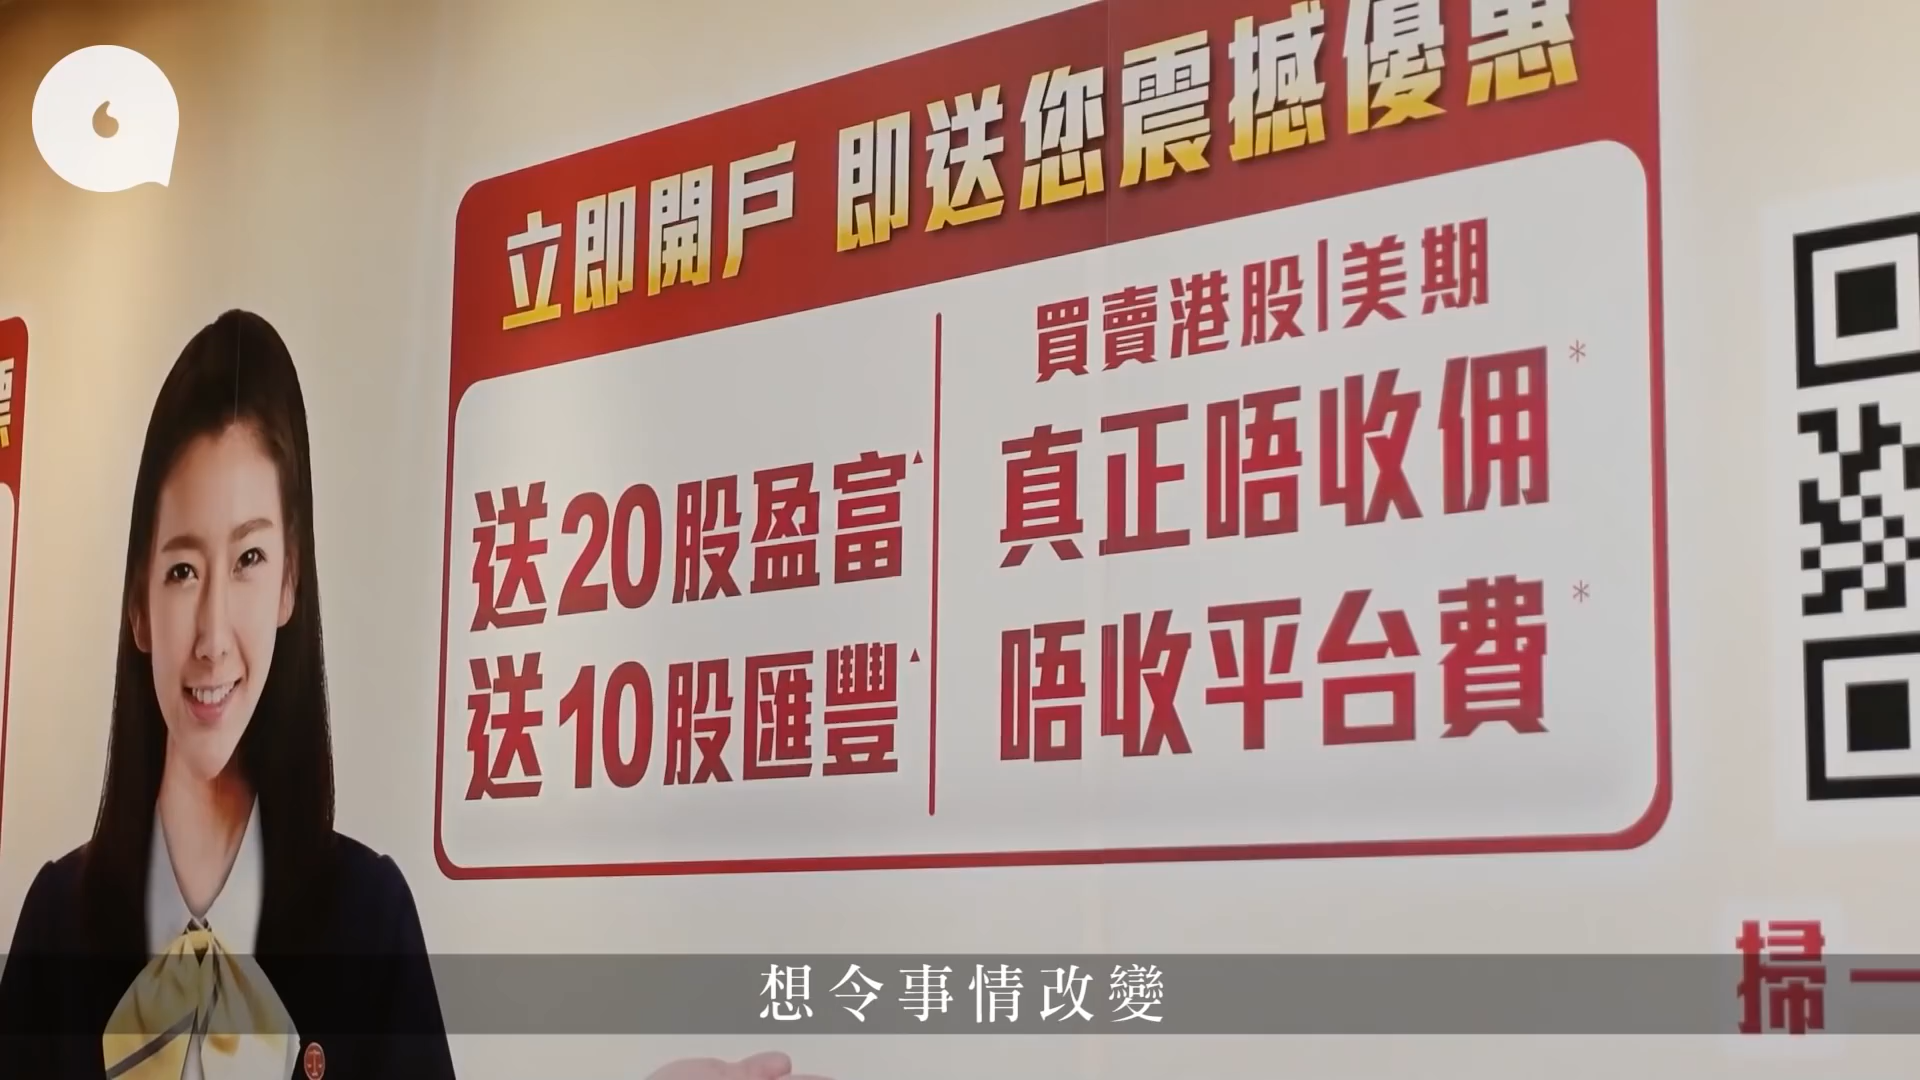 立即開戶 即送您震撼優惠
送20股盈富▲
送10股匯豐▲
買賣港股|美期
真正唔收佣*
唔收平台費*
掃一
想令事情改變